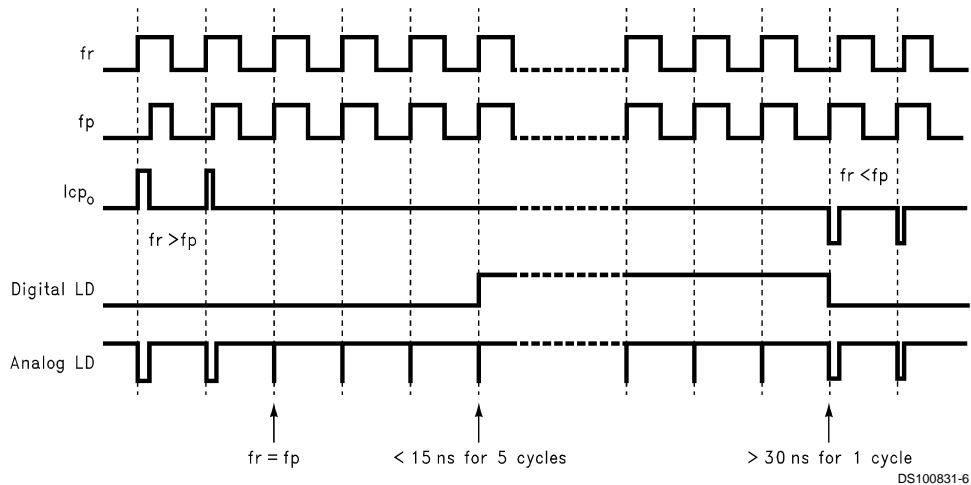 fr
fp
Icpo
fr <fp
fr >fp
Digital LD
Analog LD
fr = fp
< 15 ns for 5 cycles
> 30 ns for 1 cycle
DS100831-6